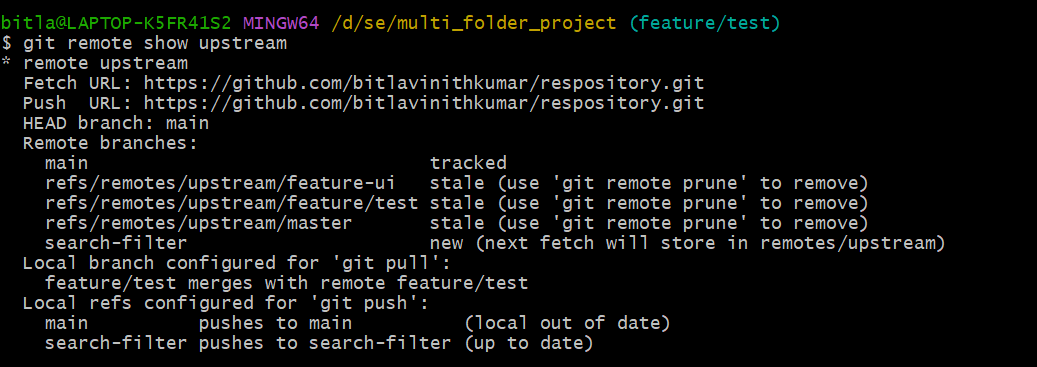 bitla@LAPTOP-K5FR41S2 MINGW64 /d/se/multi_folder_project (feature/test)
$ git remote show upstream
* remote upstream
  Fetch URL: https://github.com/bitlavinithkumar/respository.git
  Push  URL: https://github.com/bitlavinithkumar/respository.git
  HEAD branch: main
  Remote branches:
    main                               tracked
    refs/remotes/upstream/feature-ui   stale (use 'git remote prune' to remove)
    refs/remotes/upstream/feature/test stale (use 'git remote prune' to remove)
    refs/remotes/upstream/master       stale (use 'git remote prune' to remove)
    search-filter                      new (next fetch will store in remotes/upstream)
  Local branch configured for 'git pull':
    feature/test merges with remote feature/test
  Local refs configured for 'git push':
    main          pushes to main          (local out of date)
    search-filter pushes to search-filter (up to date)